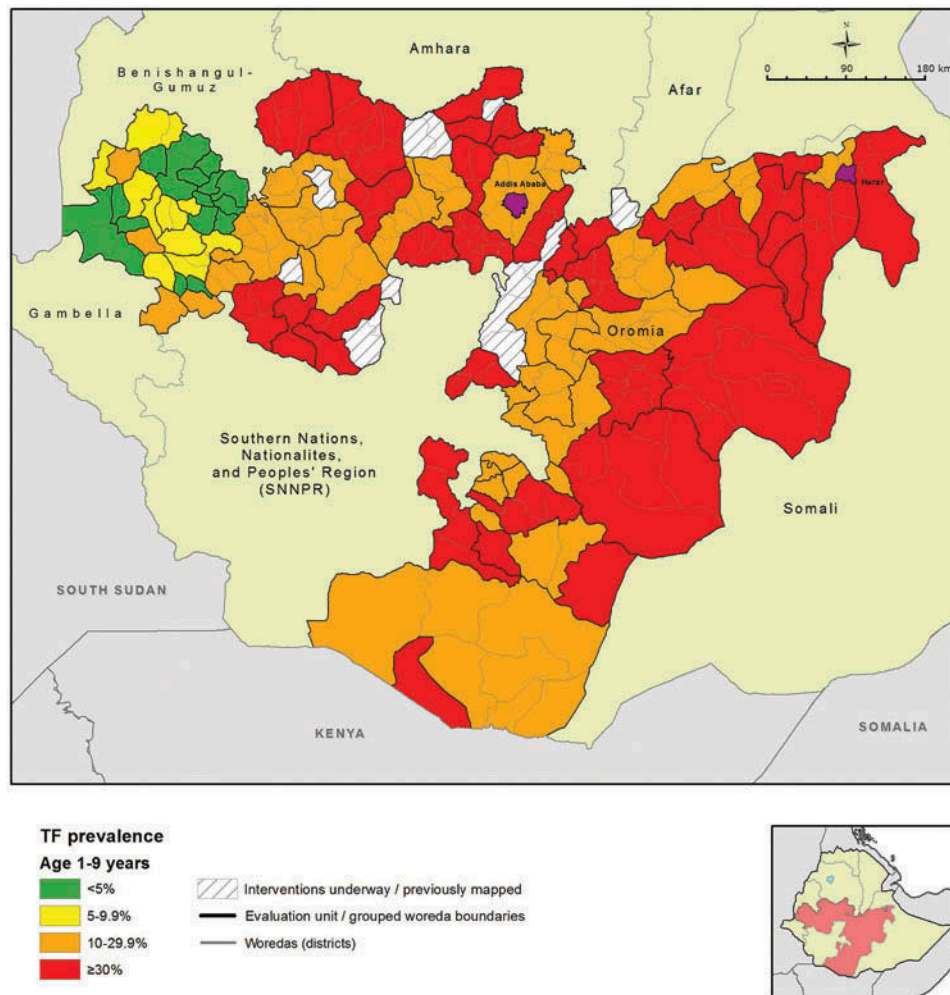 Amhara
Benishangul-
Gumuz
Afar
0 90 180 km
Addis Ababa
Harar
Gambella
Oromia
Southern Nations,
Nationalites,
and Peoples' Region
(SNNPR)
Somali
SOUTH SUDAN
KENYA
SOMALIA
TF prevalence
Age 1-9 years
<5%
5-9.9%
10-29.9%
≥30%
Interventions underway / previously mapped
Evaluation unit / grouped woreda boundaries
Woredas (districts)